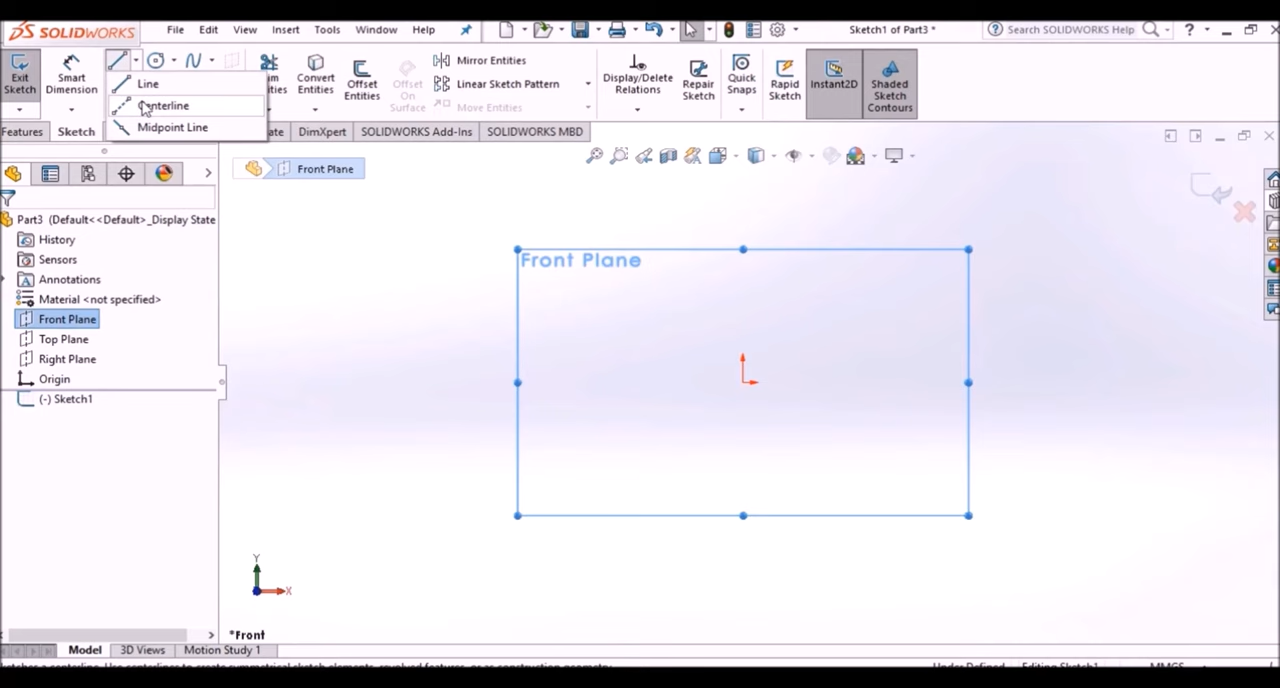 SOLIDWORKS File Edit View Insert Tools Window Help Sketch1 of Part3 * Search SOLIDWORKS Help ?
Exit Sketch
Smart Dimension
Line
Centerline
Midpoint Line
Convert Entities
Offset Entities
Offset On Surface
Mirror Entities
Linear Sketch Pattern
Move Entities
Display/Delete Relations
Repair Sketch
Quick Snaps
Rapid Sketch
Instant2D
Shaded Sketch Contours
Features Sketch DimXpert SOLIDWORKS Add-Ins SOLIDWORKS MBD
Front Plane
Part3 (Default<<Default>_Display State
History
Sensors
Annotations
Material <not specified>
Front Plane
Top Plane
Right Plane
Origin
(-) Sketch1
Front Plane
Y
X
*Front
Model 3D Views Motion Study 1
Under Defined Editing Sketch1 MMGS